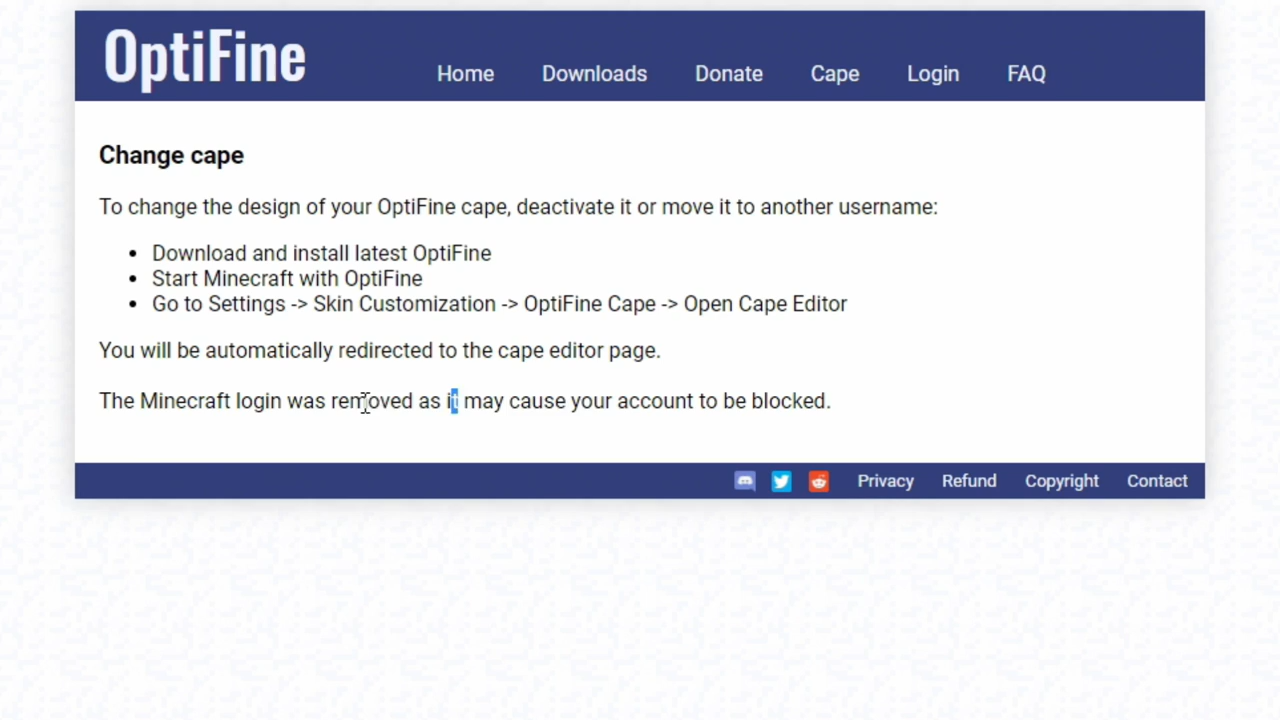 OptiFine
Home Downloads Donate Cape Login FAQ
Change cape
To change the design of your OptiFine cape, deactivate it or move it to another username:
• Download and install latest OptiFine
• Start Minecraft with OptiFine
• Go to Settings -> Skin Customization -> OptiFine Cape -> Open Cape Editor
You will be automatically redirected to the cape editor page.
The Minecraft login was removed as it may cause your account to be blocked.
Privacy Refund Copyright Contact